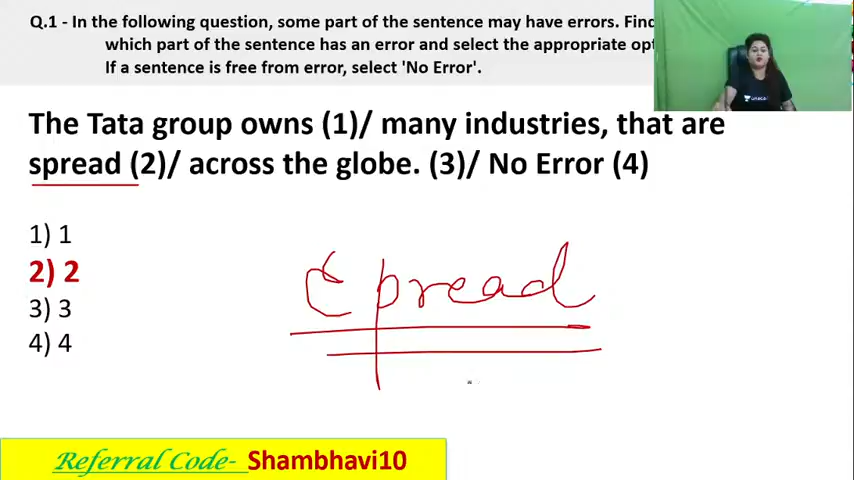 Q.1 - In the following question, some part of the sentence may have errors. Find
which part of the sentence has an error and select the appropriate opt
If a sentence is free from error, select 'No Error'.
The Tata group owns (1)/ many industries, that are
spread (2)/ across the globe. (3)/ No Error (4)
1) 1
2) 2
3) 3
4) 4
spread
Referral Code- Shambhavi10